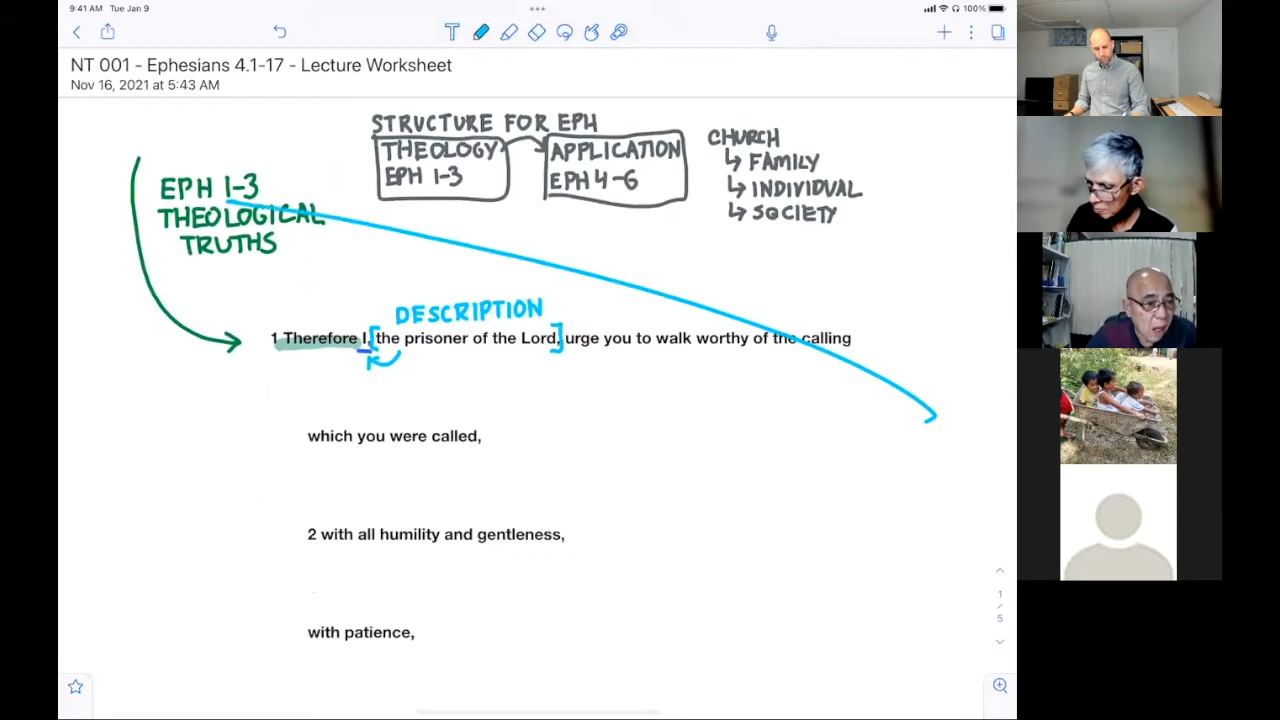 9:41 AM Tue Jan 9
100%
NT 001 - Ephesians 4.1-17 - Lecture Worksheet
Nov 16, 2021 at 5:43 AM
STRUCTURE FOR EPH
THEOLOGY
EPH 1-3
APPLICATION
EPH 4-6
CHURCH
↳ FAMILY
↳ INDIVIDUAL
↳ SOCIETY
EPH 1-3
THEOLOGICAL
TRUTHS
DESCRIPTION
1 Therefore I, [the prisoner of the Lord,] urge you to walk worthy of the calling
which you were called,
2 with all humility and gentleness,
with patience,
1
/
5